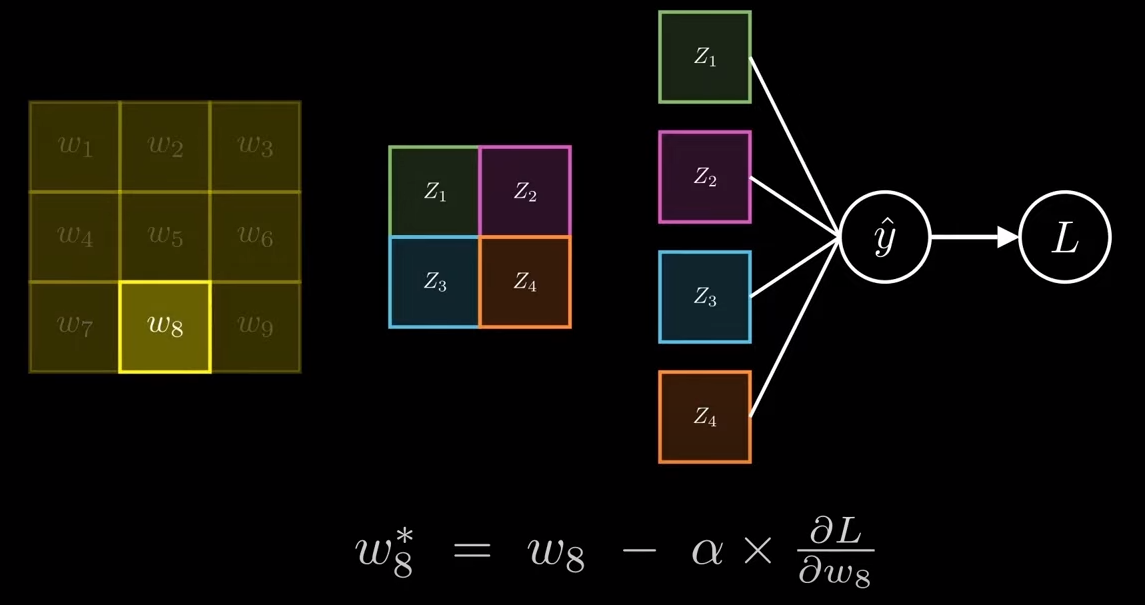 w₁ w₂ w₃
w₄ w₅ w₆
w₇ w₈ w₉
z₁ z₂
z₃ z₄
z₁
z₂
z₃
z₄
ŷ
L
w₈* = w₈ − α × ∂L/∂w₈